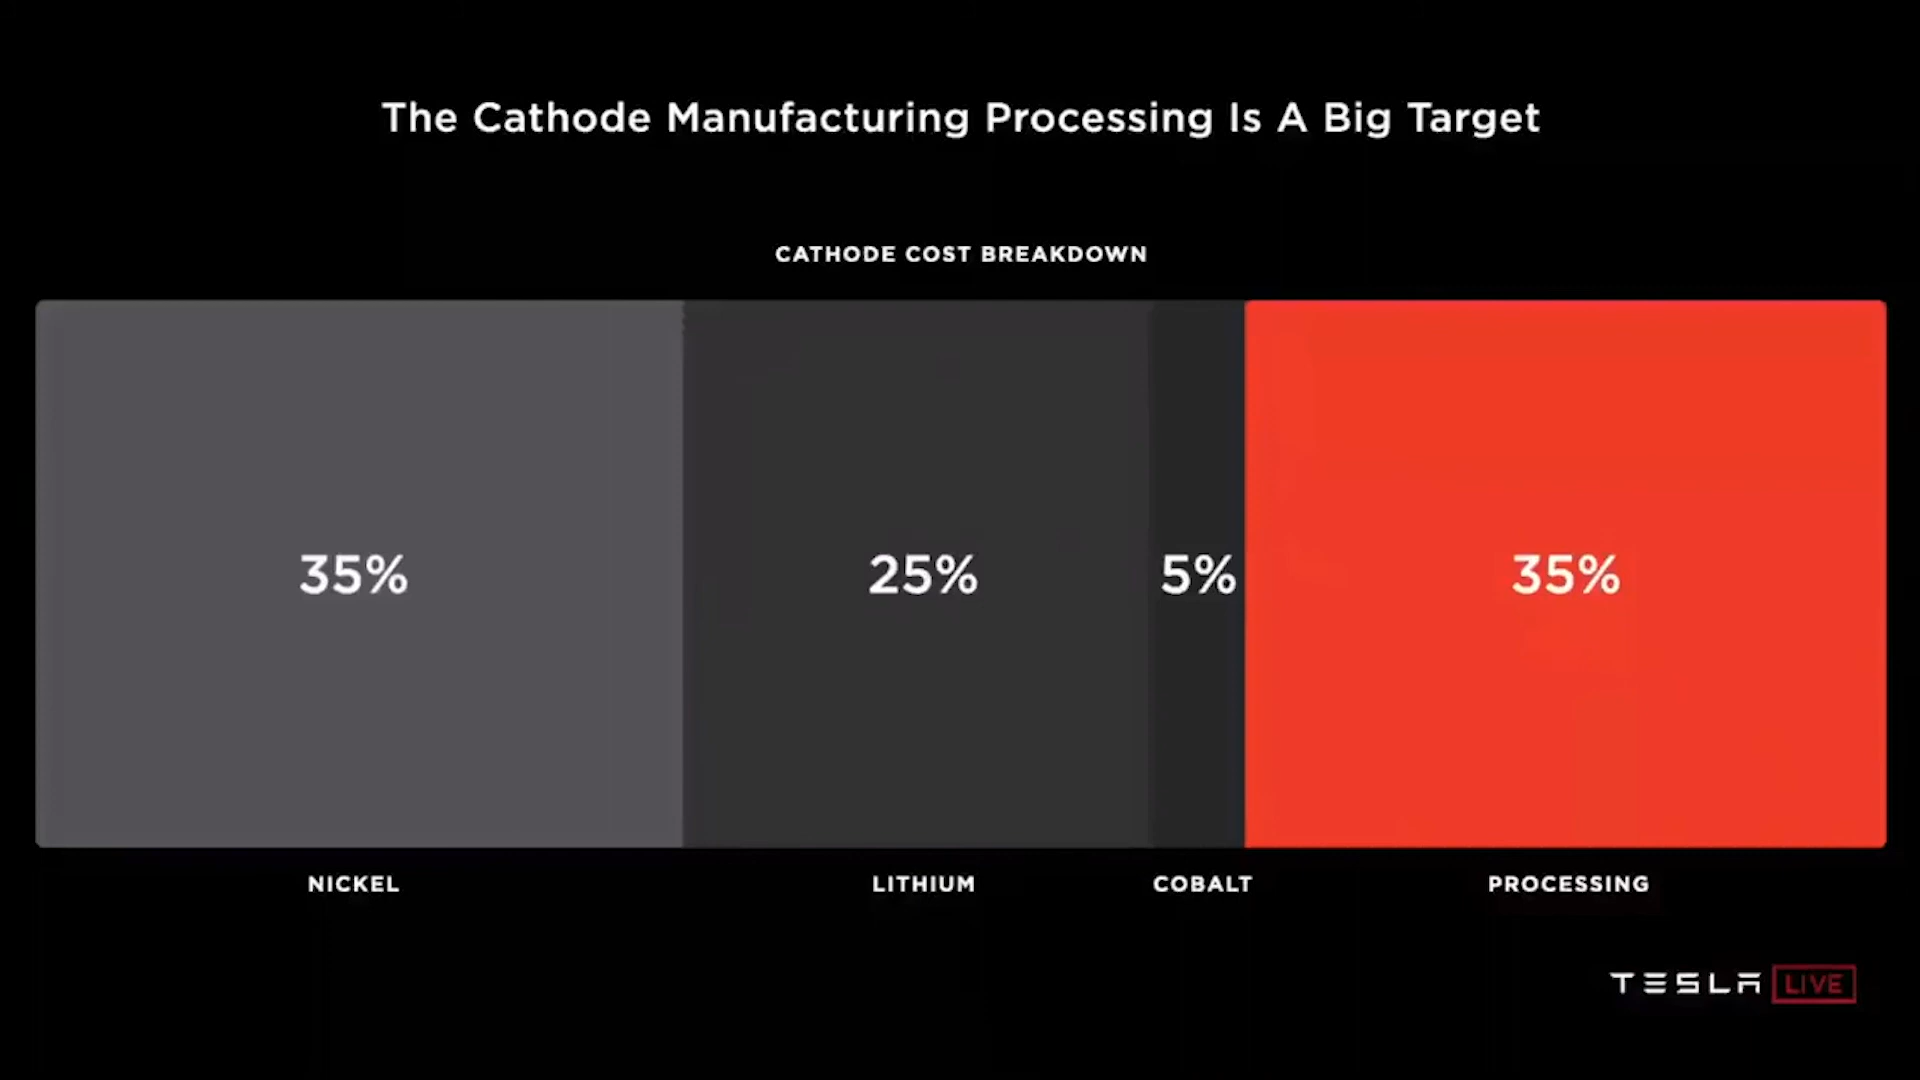 The Cathode Manufacturing Processing Is A Big Target
CATHODE COST BREAKDOWN
35% 25% 5% 35%
NICKEL LITHIUM COBALT PROCESSING
TESLA LIVE